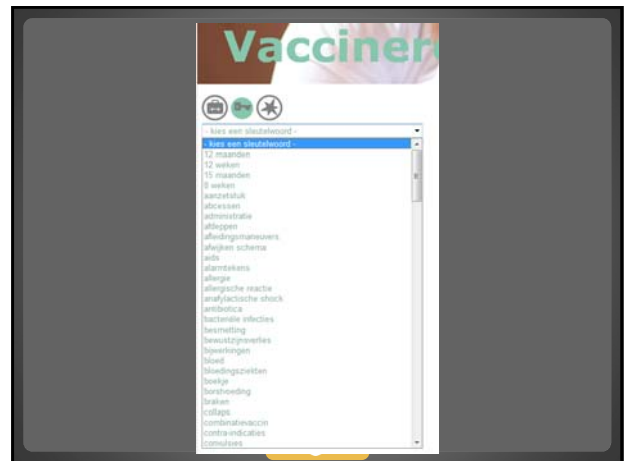 Vacciner
- kies een sleutelwoord -
- kies een sleutelwoord -
12 maanden
12 weken
15 maanden
8 weken
aanzetstuk
abcessen
administratie
afdeppen
afleidingsmaneuvers
afwijken schema
aids
alarmtekens
allergie
allergische reactie
anafylactische shock
antibiotica
bacteriële infecties
besmetting
bewustzijnsverlies
bijwerkingen
bloed
bloedingsziekten
boekje
borstvoeding
braken
collaps
combinatievaccin
contra-indicaties
convulsies